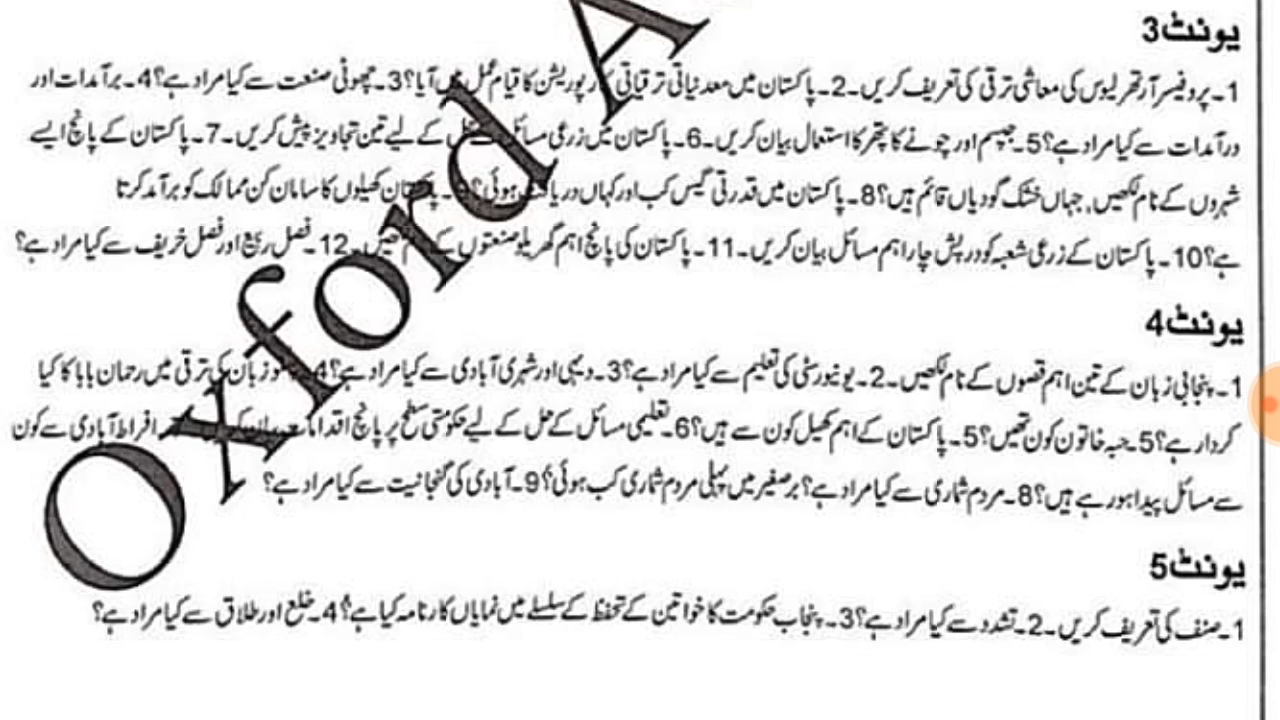 یونٹ3
1۔پروفیسر آرتھر لیوس کی معاشی ترقی کی تعریف کریں۔2۔پاکستان میں معدنیاتی ترقیاتی کارپوریشن کا قیام عمل میں آیا؟3۔چھوٹی صنعت سے کیا مراد ہے؟4۔برآمدات اور
درآمدات سے کیا مراد ہے؟5۔جپسم اور چونے کا پتھر کا استعمال بیان کریں۔6۔پاکستان میں زرعی مسائل کے حل کے لیے تین تجاویز پیش کریں۔7۔پاکستان کے پانچ ایسے
شہروں کے نام لکھیں، جہاں خشک گودیاں قائم ہیں؟8۔پاکستان میں قدرتی گیس کب اور کہاں دریافت ہوئی؟9۔پاکستان کھیلوں کا سامان کن ممالک کو برآمد کرتا
ہے؟10۔پاکستان کے زرعی شعبہ کو درپش چار اہم مسائل بیان کریں۔11۔پاکستان کی پانچ اہم گھریلو صنعتوں کے نام لکھیں۔12۔فصل ربیع اور فصل خریف سے کیا مراد ہے؟
یونٹ4
1۔پنجابی زبان کے تین اہم قصوں کے نام لکھیں۔2۔یونیورسٹی کی تعلیم سے کیا مراد ہے؟3۔دیہی اور شہری آبادی سے کیا مراد ہے؟4۔ زبان کی ترقی میں رحمان بابا کا کیا
کردار ہے؟5۔جبہ خاتون کون تھیں؟5۔پاکستان کے اہم کھیل کون سے ہیں؟6۔تعلیمی مسائل کے حل کے لیے حکومتی سطح پر پانچ اقدامات افراط آبادی سے کون
سے مسائل پیدا ہو رہے ہیں؟8۔مردم شماری سے کیا مراد ہے؟ برصغیر میں پہلی مردم شماری کب ہوئی؟9۔آبادی کی گنجانیت سے کیا مراد ہے؟
یونٹ5
1۔صنف کی تعریف کریں۔2۔تشدد سے کیا مراد ہے؟3۔پنجاب حکومت کا خواتین کے تحفظ کے سلسلے میں نمایاں کارنامہ کیا ہے؟4۔خلع اور طلاق سے کیا مراد ہے؟
Oxford A